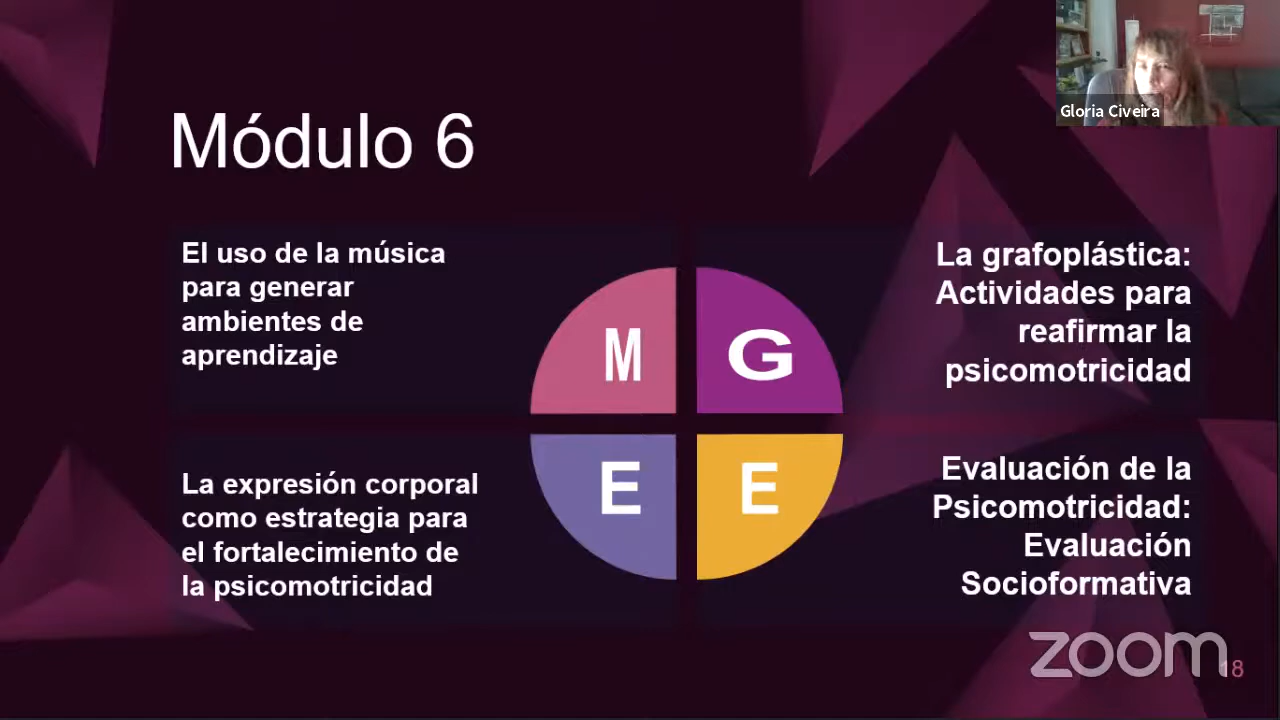 Gloria Civeira
Módulo 6
El uso de la música
para generar
ambientes de
aprendizaje
La grafoplástica:
Actividades para
reafirmar la
psicomotricidad
M
G
E
E
La expresión corporal
como estrategia para
el fortalecimiento de
la psicomotricidad
Evaluación de la
Psicomotricidad:
Evaluación
Socioformativa
zoom
18